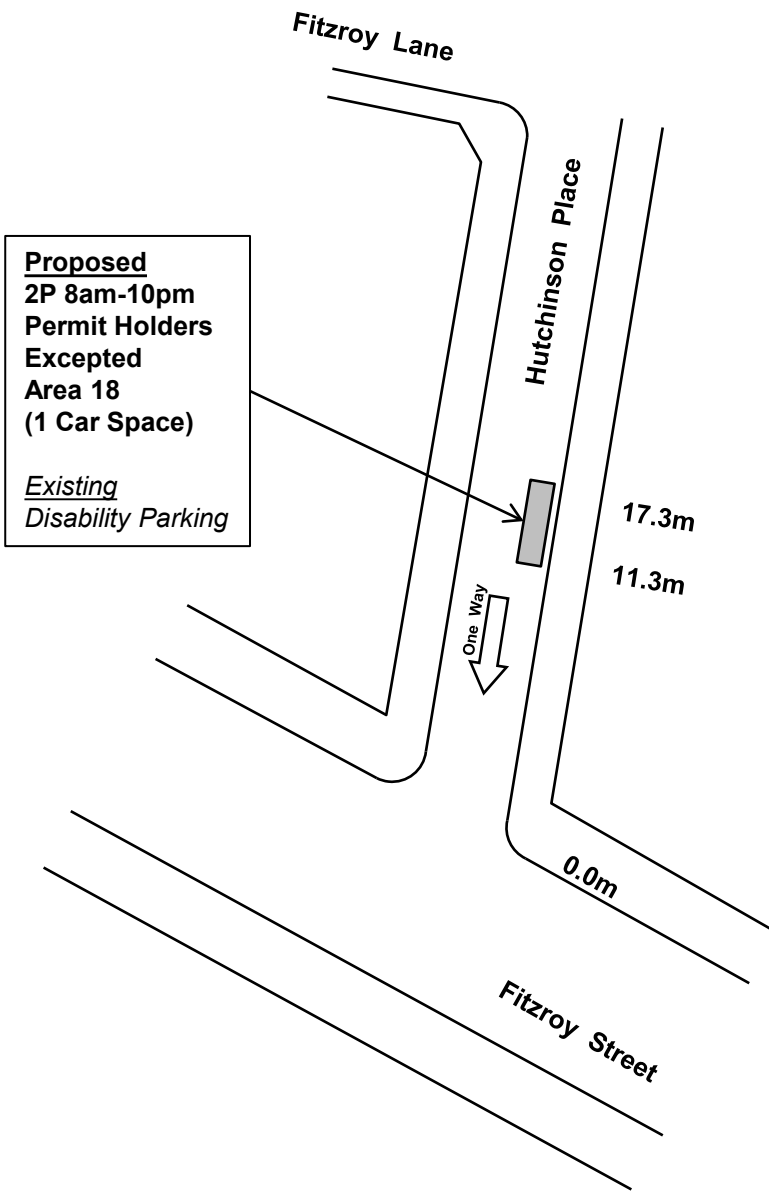 Fitzroy Lane
Hutchinson Place
Proposed
2P 8am-10pm
Permit Holders
Excepted
Area 18
(1 Car Space)
Existing
Disability Parking
17.3m
11.3m
One Way
0.0m
Fitzroy Street